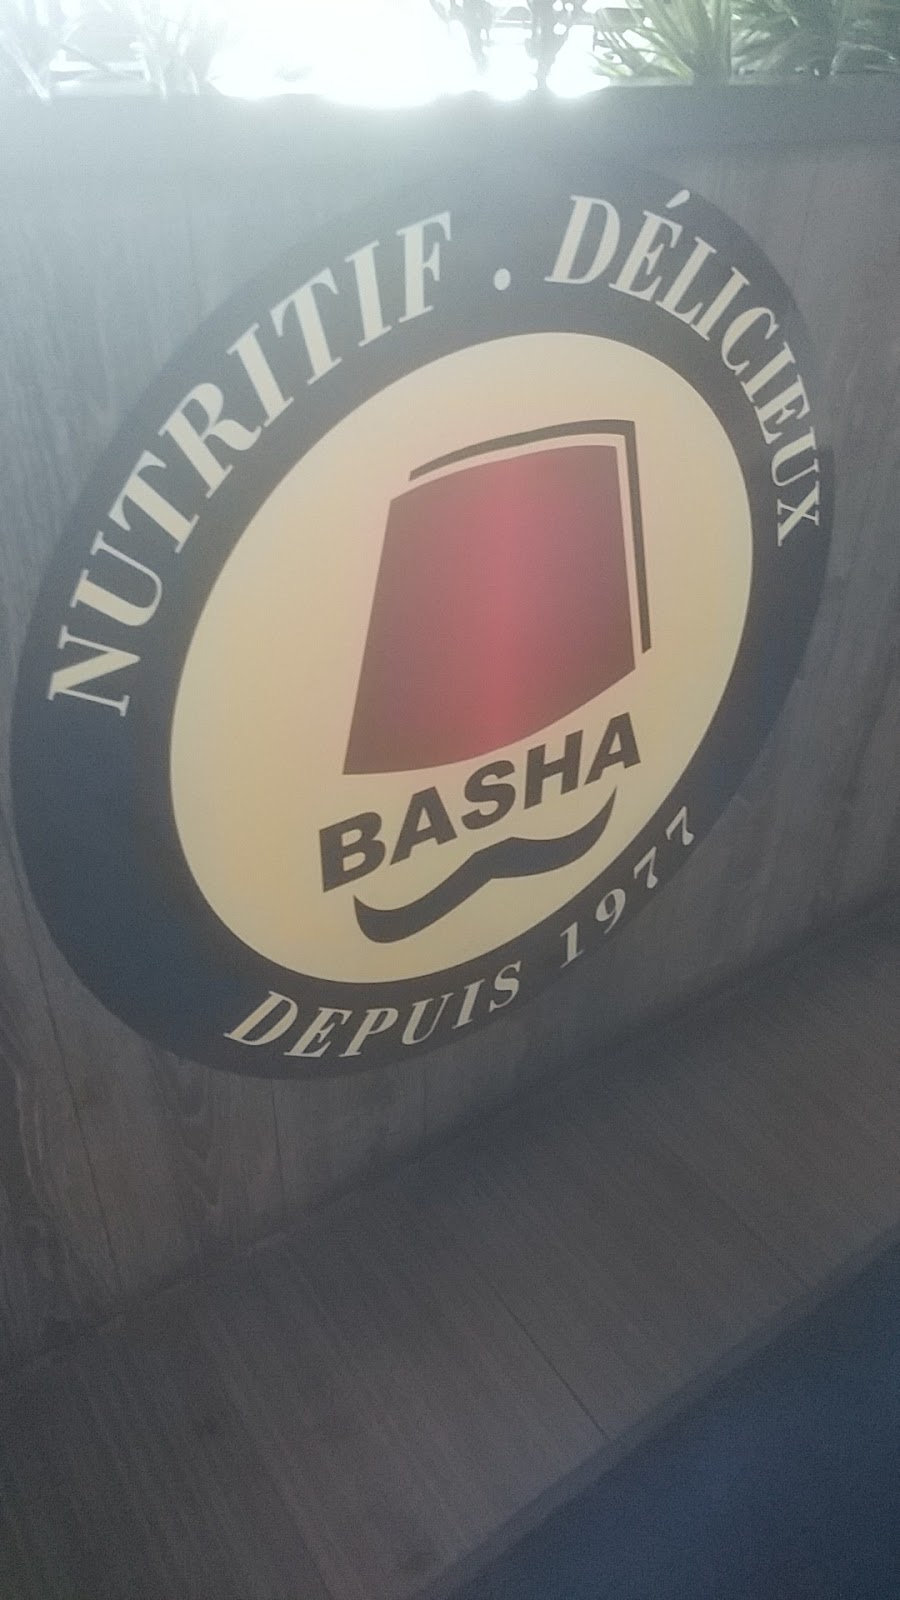 NUTRITIF . DÉLICIEUX
BASHA
DEPUIS 1977